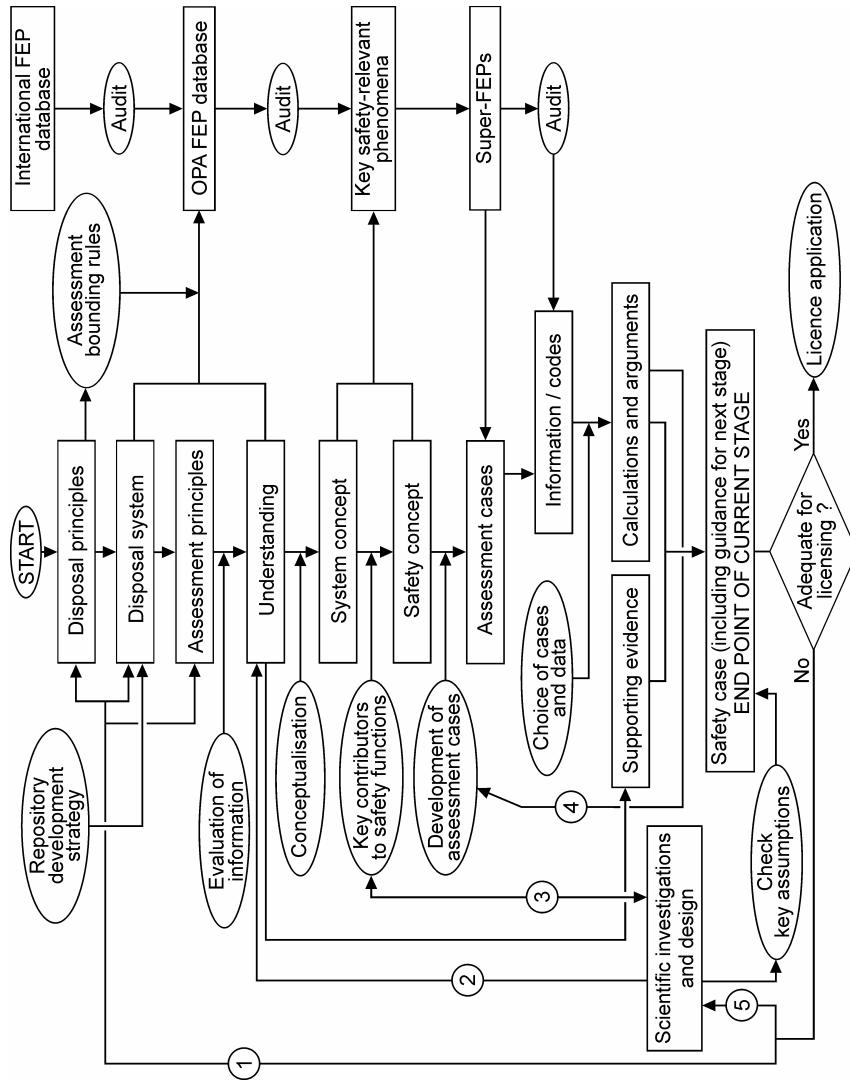 START
Disposal principles
Disposal system
Assessment principles
Understanding
System concept
Safety concept
Assessment cases
Information / codes
Calculations and arguments
Supporting evidence
Safety case (including guidance for next stage)
END POINT OF CURRENT STAGE
Adequate for
licensing ?
Yes
No
Licence application
International FEP
database
Audit
OPA FEP database
Audit
Key safety-relevant
phenomena
Super-FEPs
Audit
Assessment
bounding rules
Repository
development
strategy
Evaluation of
information
Conceptualisation
Key contributors
to safety functions
Development of
assessment cases
Choice of cases
and data
Scientific investigations
and design
Check
key assumptions
1
2
3
4
5